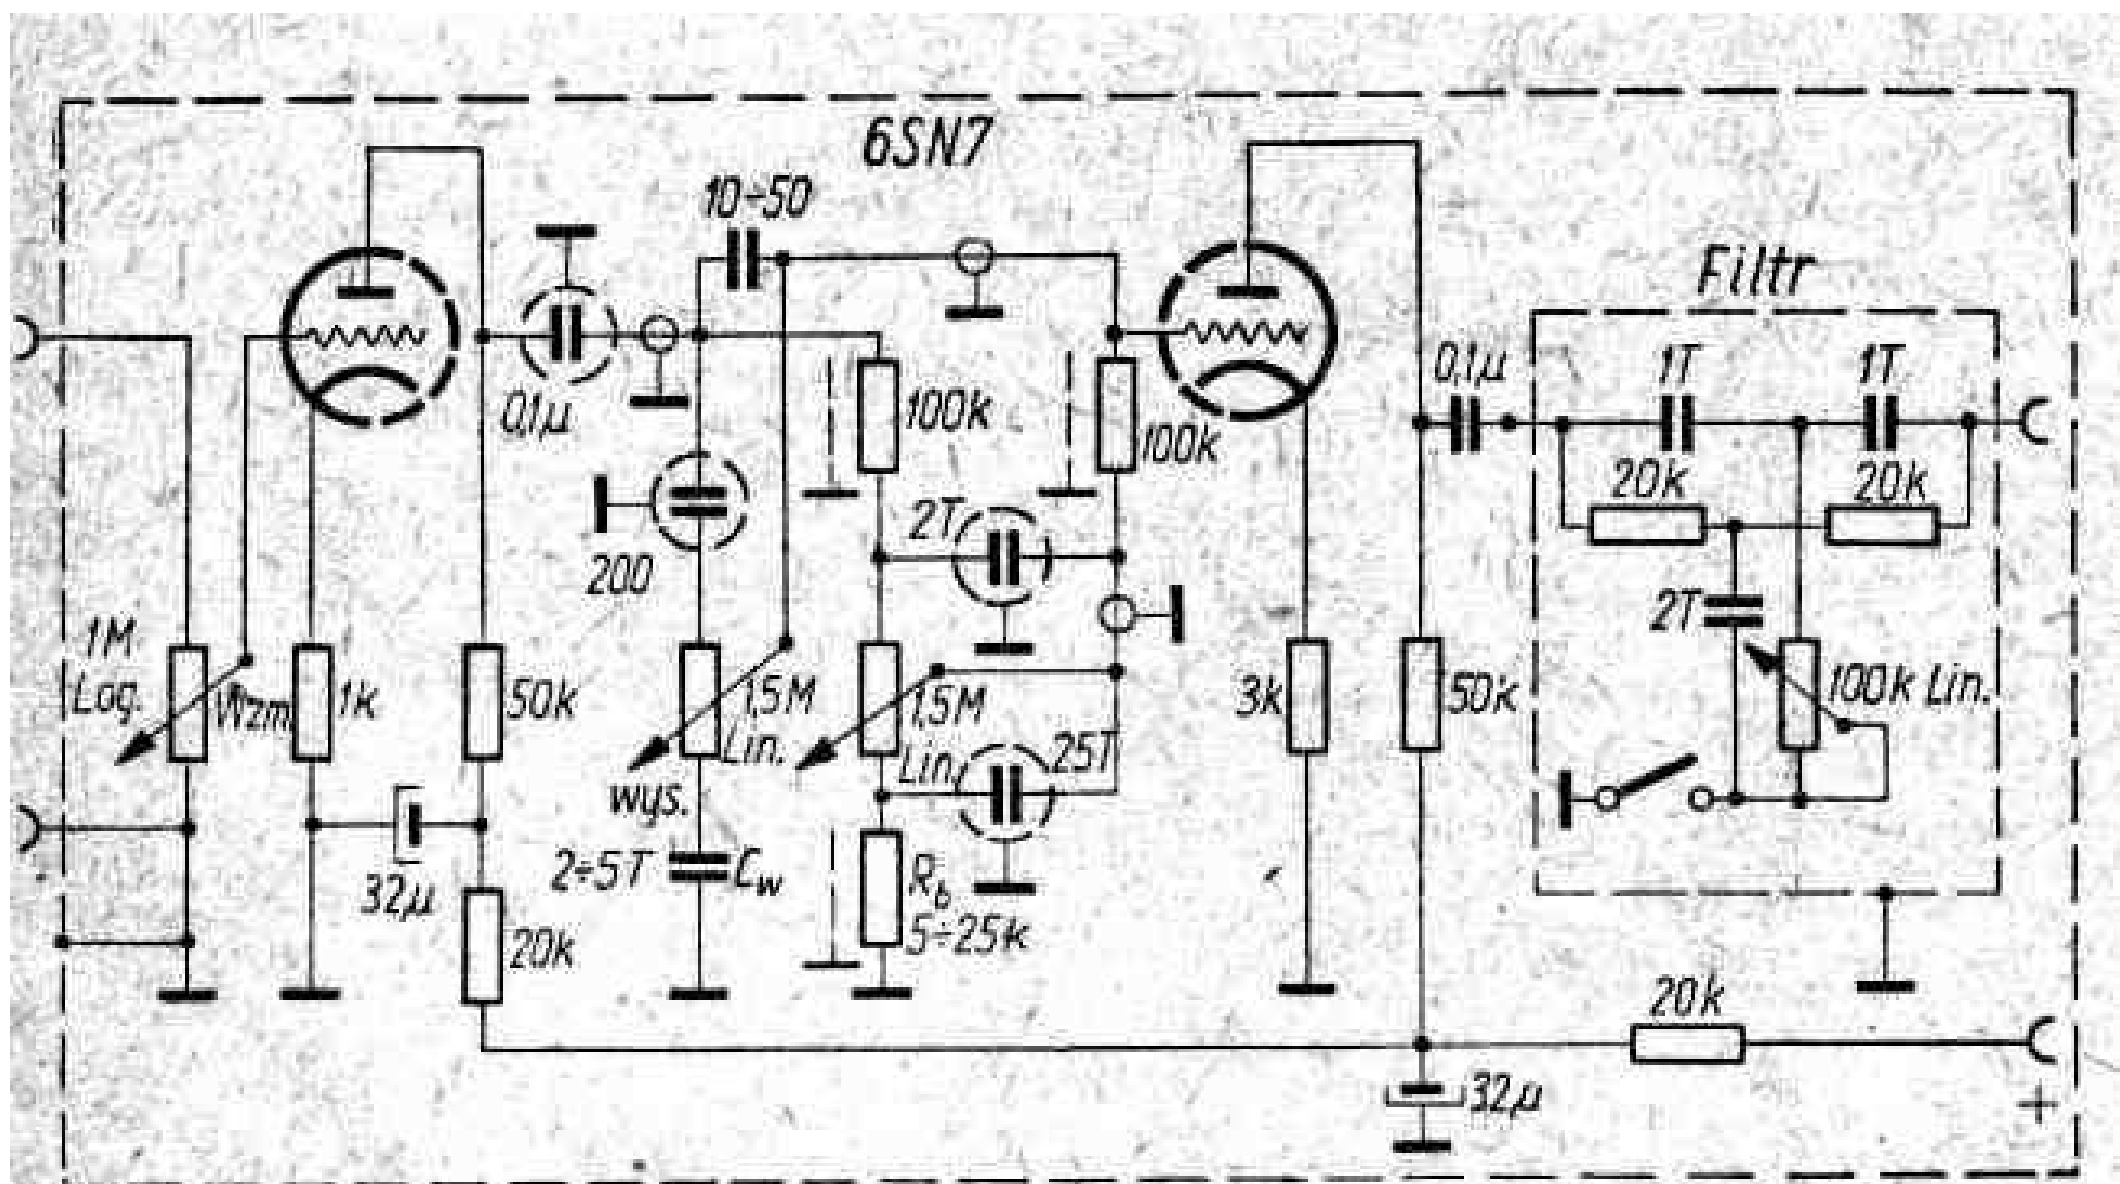 6SN7
10÷50
Filtr
0,1µ
1T
1T
0,1µ
100k
100k
20k
20k
2T
200
2T
1M
Log.
Wzm.
1k
50k
1,5M
Lin.
wys.
1,5M
Lin.
25T
3k
50k
100k Lin.
2÷5T
Cw
32µ
Rb
5÷25k
20k
20k
32µ
+